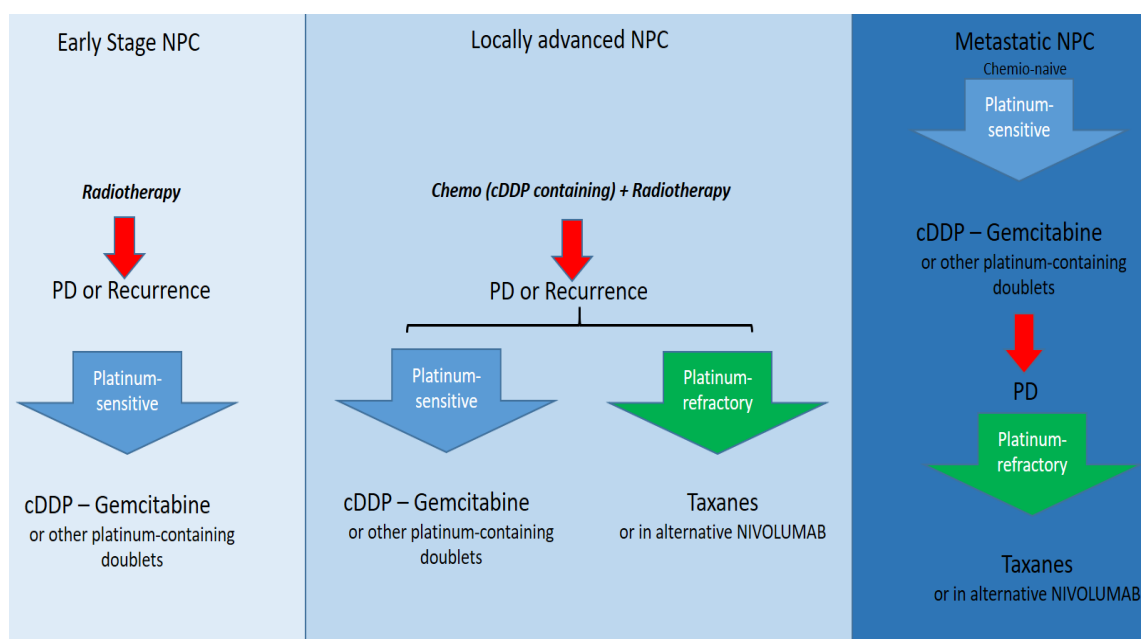 Early Stage NPC
Radiotherapy
PD or Recurrence
Platinum-
sensitive
cDDP – Gemcitabine
or other platinum-containing
doublets
Locally advanced NPC
Chemo (cDDP containing) + Radiotherapy
PD or Recurrence
Platinum-
sensitive
cDDP – Gemcitabine
or other platinum-containing
doublets
Platinum-
refractory
Taxanes
or in alternative NIVOLUMAB
Metastatic NPC
Chemio-naive
Platinum-
sensitive
cDDP – Gemcitabine
or other platinum-containing
doublets
PD
Platinum-
refractory
Taxanes
or in alternative NIVOLUMAB